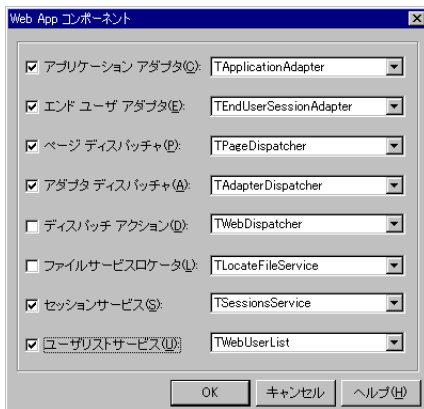 Web App コンポーネント
アプリケーション アダプタ(C): TApplicationAdapter
エンド ユーザ アダプタ(E): TEndUserSessionAdapter
ページ ディスパッチャ(P): TPageDispatcher
アダプタ ディスパッチャ(A): TAdapterDispatcher
ディスパッチ アクション(D): TWebDispatcher
ファイルサービスロケータ(L): TLocateFileService
セッションサービス(S): TSessionsService
ユーザリストサービス(U): TWebUserList
OK キャンセル ヘルプ(H)